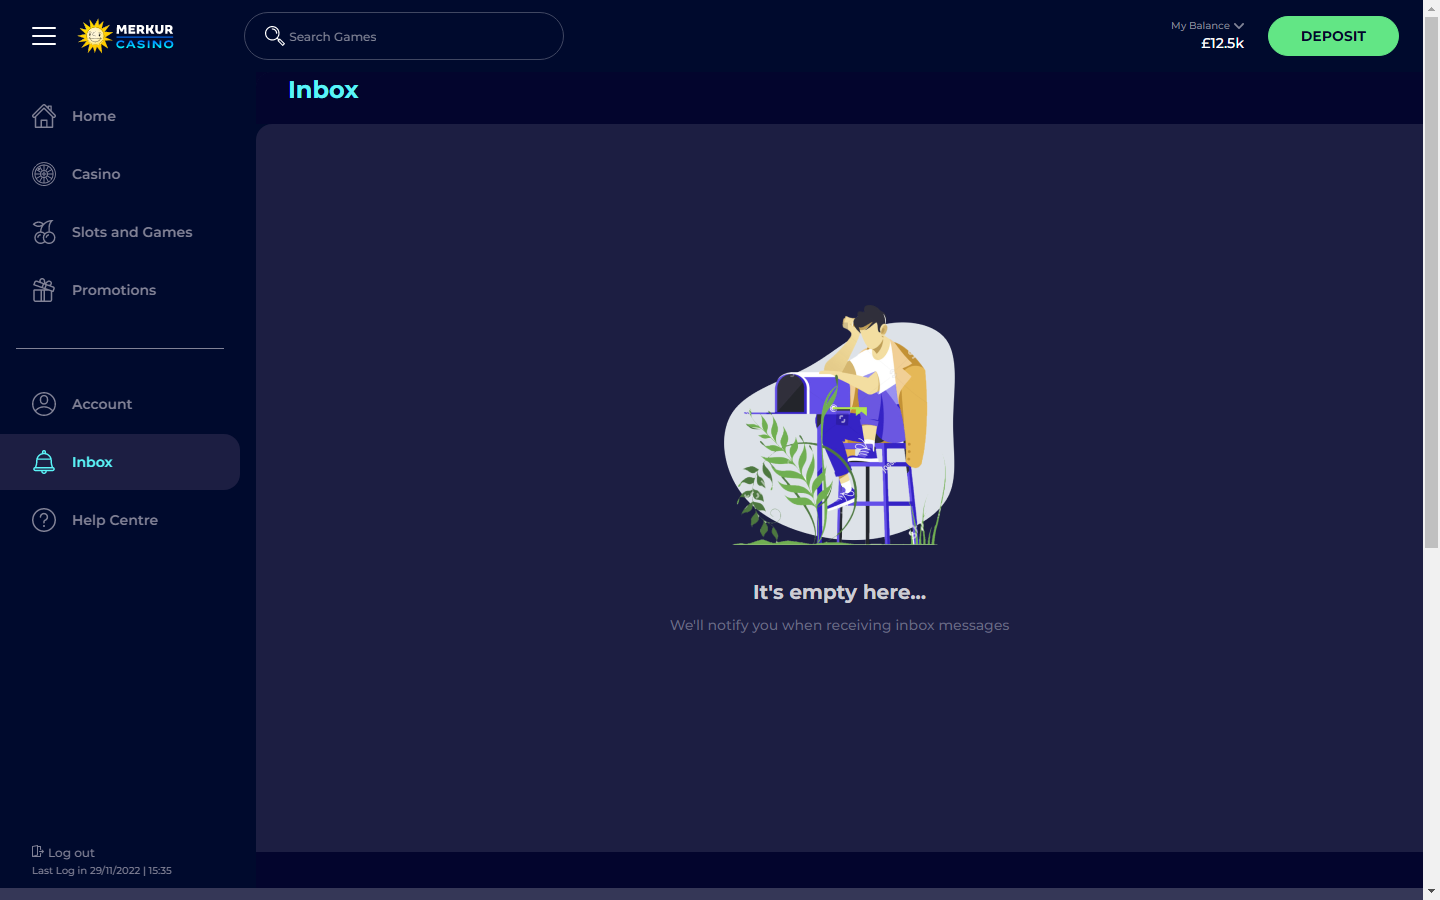 MERKUR
CASINO
Search Games
My Balance
£12.5k
DEPOSIT
Inbox
Home
Casino
Slots and Games
Promotions
Account
Inbox
Help Centre
It's empty here...
We'll notify you when receiving inbox messages
Log out
Last Log in 29/11/2022 | 15:35